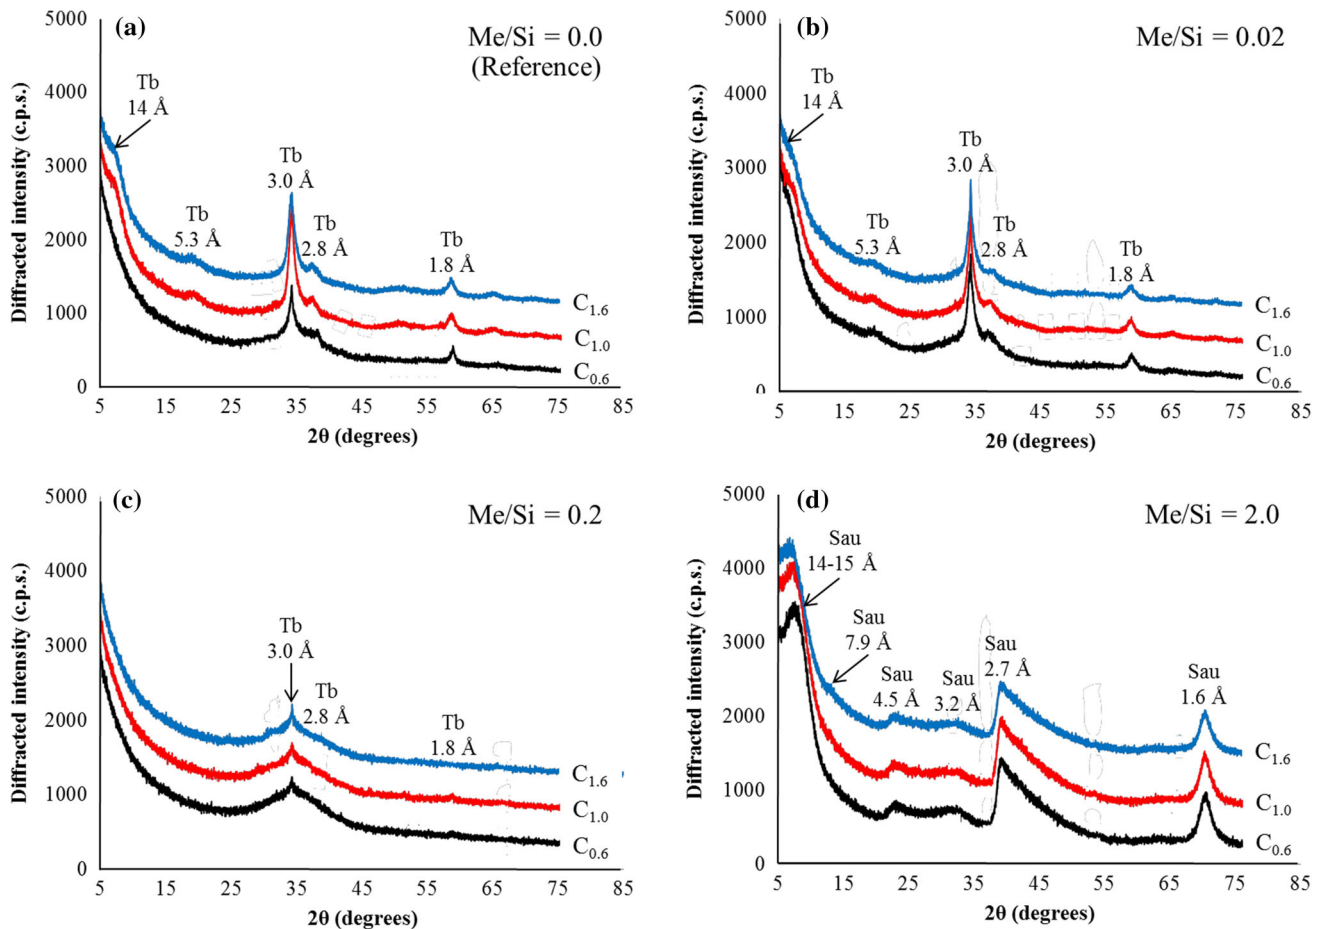 (a)
Me/Si = 0.0
(Reference)
Diffracted intensity (c.p.s.)
5000
4000
3000
2000
1000
0
Tb
14 Å
Tb
5.3 Å
Tb
3.0 Å
Tb
2.8 Å
Tb
1.8 Å
C1.6
C1.0
C0.6
5 15 25 35 45 55 65 75 85
2θ (degrees)
(b)
Me/Si = 0.02
Diffracted intensity (c.p.s.)
5000
4000
3000
2000
1000
0
Tb
14 Å
Tb
5.3 Å
Tb
3.0 Å
Tb
2.8 Å
Tb
1.8 Å
C1.6
C1.0
C0.6
5 15 25 35 45 55 65 75 85
2θ (degrees)
(c)
Me/Si = 0.2
Diffracted intensity (c.p.s.)
5000
4000
3000
2000
1000
0
Tb
3.0 Å
Tb
2.8 Å
Tb
1.8 Å
C1.6
C1.0
C0.6
5 15 25 35 45 55 65 75 85
2θ (degrees)
(d)
Me/Si = 2.0
Diffracted intensity (c.p.s.)
5000
4000
3000
2000
1000
0
Sau
14-15 Å
Sau
7.9 Å
Sau
4.5 Å
Sau
3.2 Å
Sau
2.7 Å
Sau
1.6 Å
C1.6
C1.0
C0.6
5 15 25 35 45 55 65 75 85
2θ (degrees)